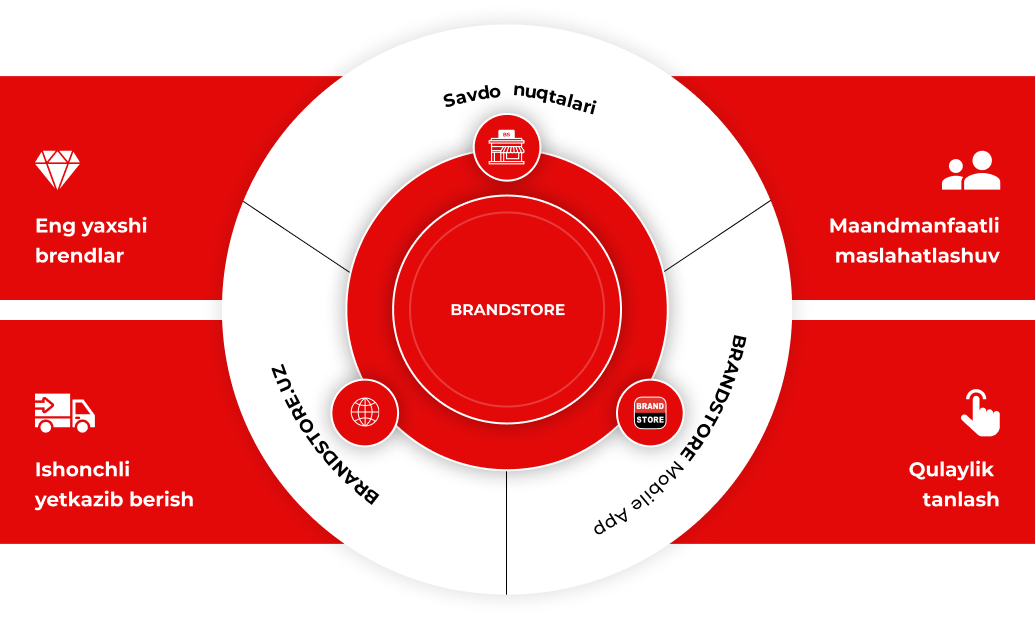 Savdo nuqtalari
BS
Eng yaxshi
brendlar
Maandmanfaatli
maslahatlashuv
BRANDSTORE
BRANDSTORE.UZ
BRAND
STORE
BRANDSTORE Mobile App
Ishonchli
yetkazib berish
Qulaylik
tanlash